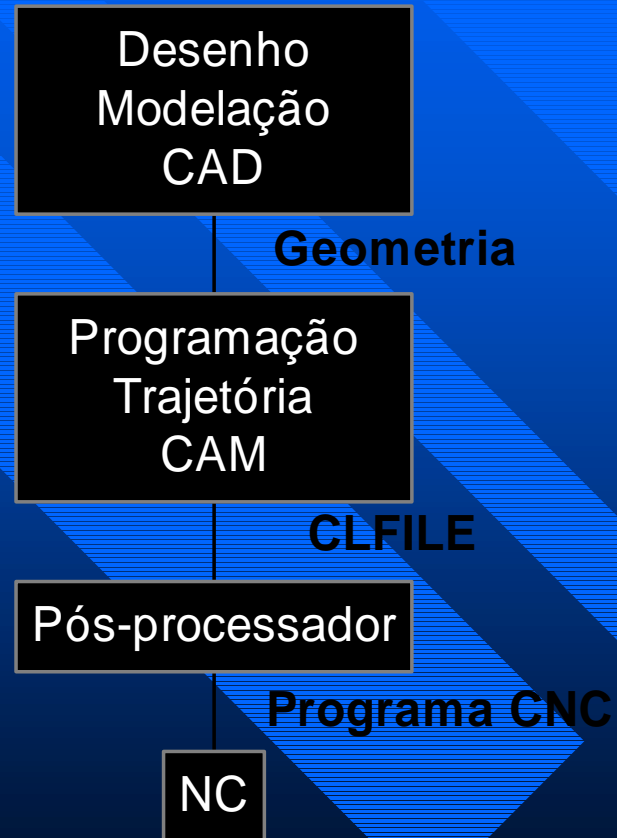 Desenho
Modelação
CAD
Geometria
Programação
Trajetória
CAM
CLFILE
Pós-processador
Programa CNC
NC